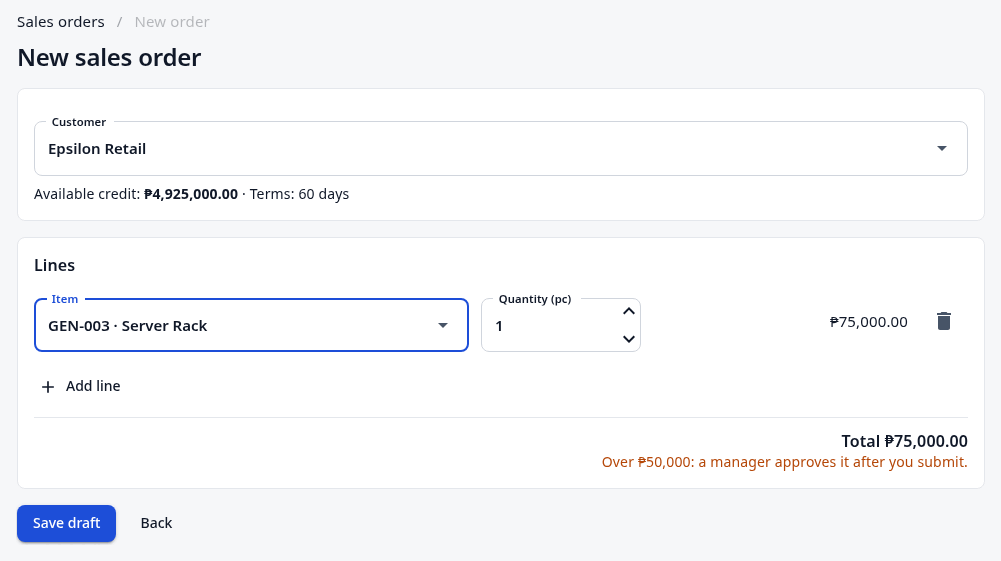 Sales orders / New order
New sales order
Customer
Epsilon Retail
Available credit: ₱4,925,000.00 · Terms: 60 days
Lines
Item
GEN-003 · Server Rack
Quantity (pc)
1
₱75,000.00
Add line
Total ₱75,000.00
Over ₱50,000: a manager approves it after you submit.
Save draft
Back